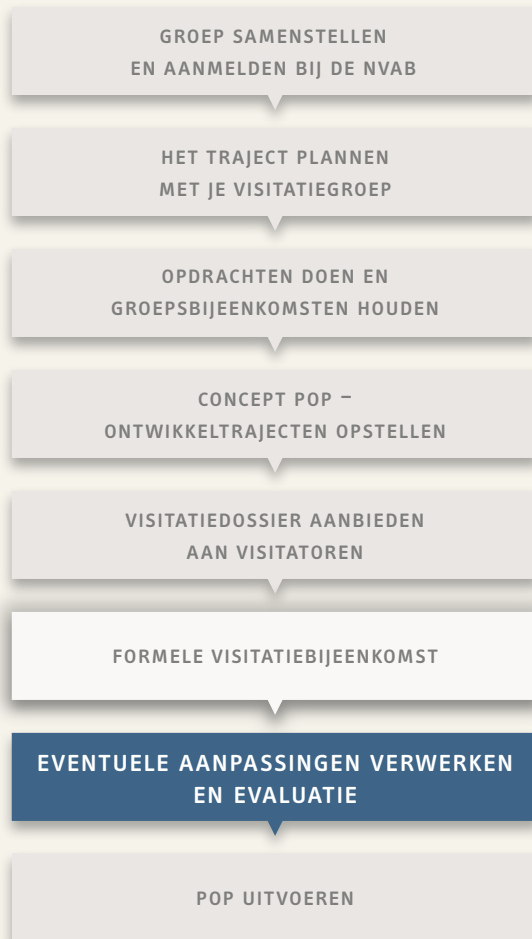 GROEP SAMENSTELLEN
EN AANMELDEN BIJ DE NVAB
HET TRAJECT PLANNEN
MET JE VISITATIEGROEP
OPDRACHTEN DOEN EN
GROEPSBIJEENKOMSTEN HOUDEN
CONCEPT POP –
ONTWIKKELTRAJECTEN OPSTELLEN
VISITATIEDOSSIER AANBIEDEN
AAN VISITATOREN
FORMELE VISITATIEBIJEENKOMST
EVENTUELE AANPASSINGEN VERWERKEN
EN EVALUATIE
POP UITVOEREN